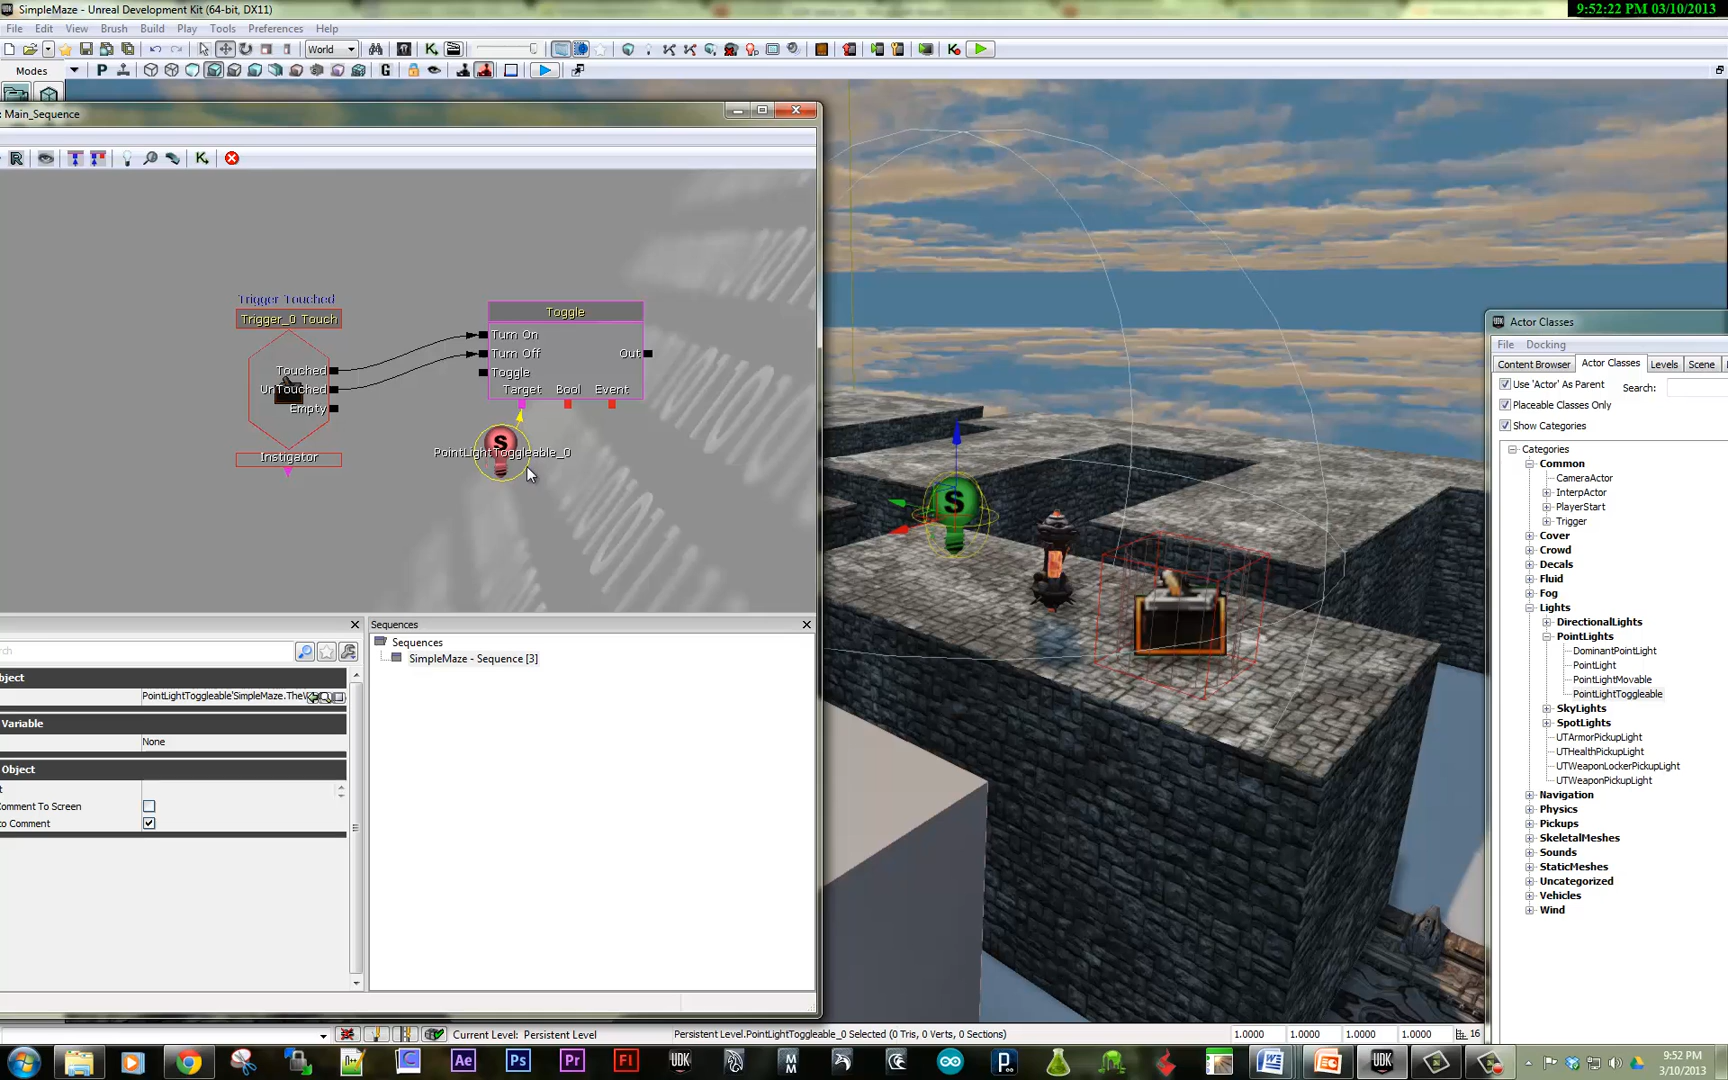 SimpleMaze - Unreal Development Kit (64-bit, DX11)
9:52:22 PM 03/10/2013
File Edit View Brush Build Play Tools Preferences Help
World
Modes
P
G
Main_Sequence
R
Trigger Touched
Trigger_0 Touch
Touched
UnTouched
Empty
Instigator
Toggle
Turn On
Turn Off
Out
Toggle
Target Bool Event
S
PointLightToggleable_0
S
Sequences
Sequences
SimpleMaze - Sequence [3]
PointLightToggleable'SimpleMaze.The
Variable
None
Object
Comment To Screen
Actor Classes
File Docking
Content Browser Actor Classes Levels Scene
Use 'Actor' As Parent Search:
Placeable Classes Only
Show Categories
Categories
Common
CameraActor
InterpActor
PlayerStart
Trigger
Cover
Crowd
Decals
Fluid
Fog
Lights
DirectionalLights
PointLights
DominantPointLight
PointLight
PointLightMovable
PointLightToggleable
SkyLights
SpotLights
UTArmorPickupLight
UTHealthPickupLight
UTWeaponLockerPickupLight
UTWeaponPickupLight
Navigation
Physics
Pickups
SkeletalMeshes
Sounds
StaticMeshes
Uncategorized
Vehicles
Wind
Current Level: Persistent Level
Persistent Level.PointLightToggleable_0 Selected (0 Tris, 0 Verts, 0 Sections)
1.0000 1.0000 1.0000 1.0000 16
Ae Ps Pr Fl UDK
9:52 PM
3/10/2013